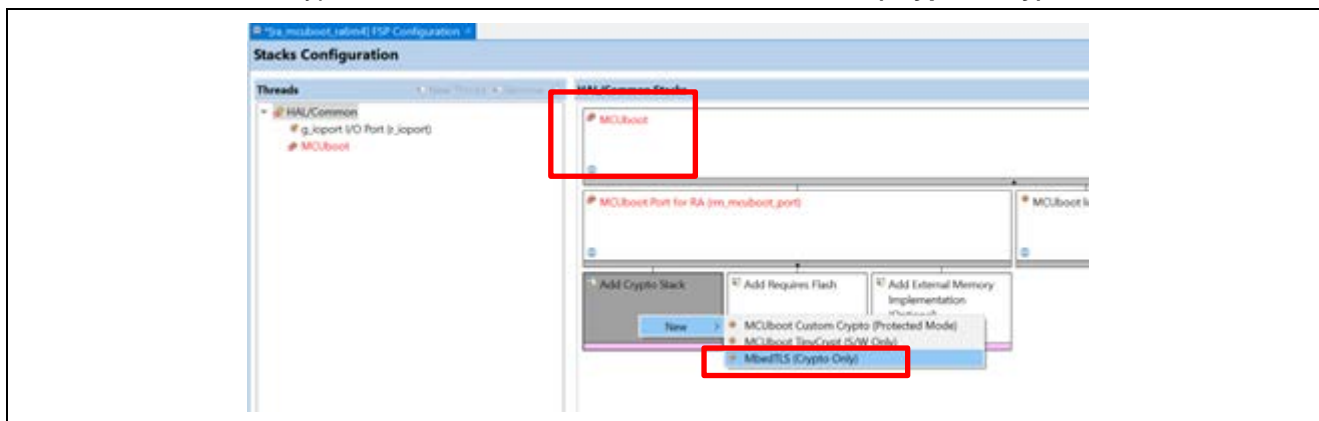 FSP Configuration
Stacks Configuration
Threads
HAL/Common Stacks
HAL/Common
g_ioport I/O Port (r_ioport)
MCUboot
MCUboot
MCUboot Port for RA (rm_mcuboot_port)
MCUboot
Add Crypto Stack
Add Requires Flash
Add External Memory
Implementation
(Optional)
New
MCUboot Custom Crypto (Protected Mode)
MCUboot TinyCrypt (S/W Only)
MbedTLS (Crypto Only)